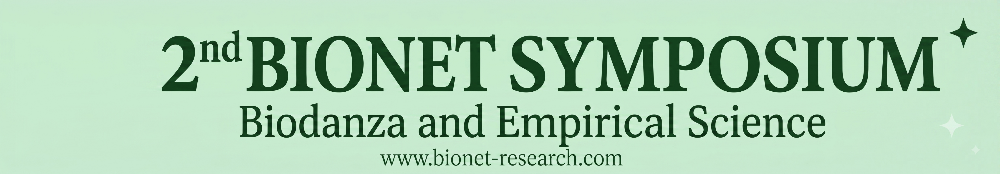 2nd BIONET SYMPOSIUM
Biodanza and Empirical Science
www.bionet-research.com